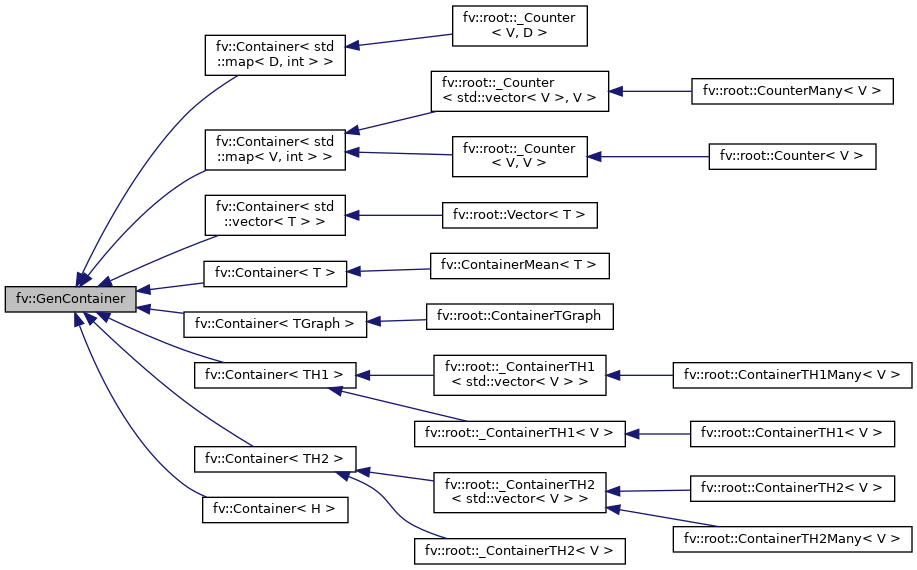 fv::GenContainer
fv::Container< std
::map< D, int > >
fv::Container< std
::map< V, int > >
fv::Container< std
::vector< T > >
fv::Container< T >
fv::Container< TGraph >
fv::Container< TH1 >
fv::Container< TH2 >
fv::Container< H >
fv::root::_Counter
< V, D >
fv::root::_Counter
< std::vector< V >, V >
fv::root::_Counter
< V, V >
fv::root::Vector< T >
fv::ContainerMean< T >
fv::root::ContainerTGraph
fv::root::_ContainerTH1
< std::vector< V > >
fv::root::_ContainerTH1< V >
fv::root::_ContainerTH2
< std::vector< V > >
fv::root::_ContainerTH2< V >
fv::root::CounterMany< V >
fv::root::Counter< V >
fv::root::ContainerTH1Many< V >
fv::root::ContainerTH1< V >
fv::root::ContainerTH2< V >
fv::root::ContainerTH2Many< V >